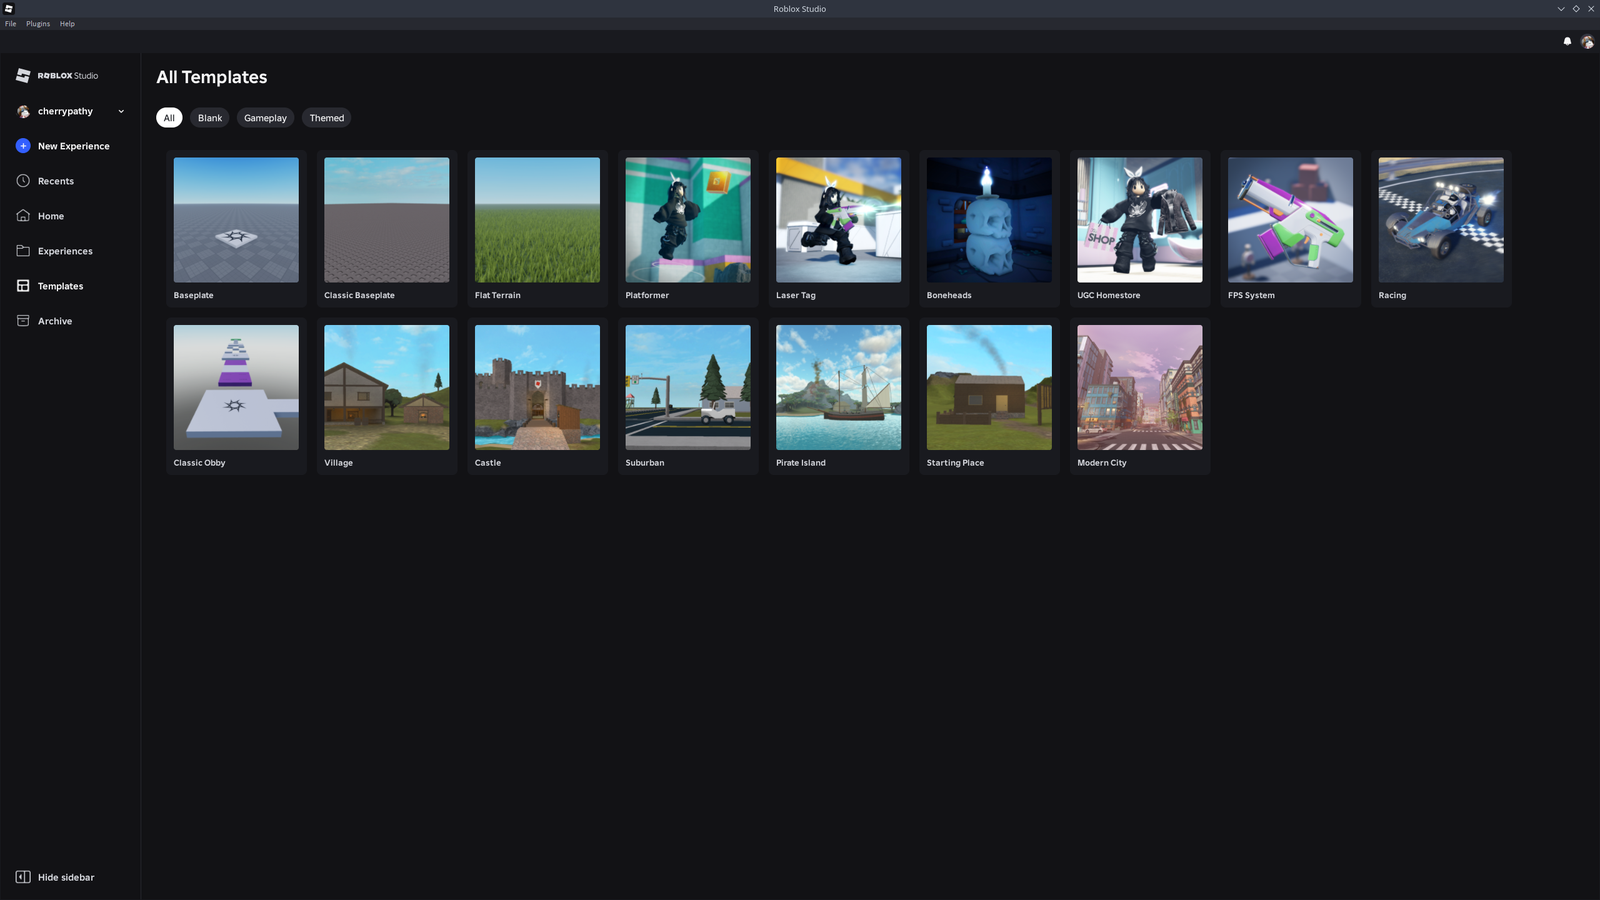 Roblox Studio
File Plugins Help
ROBLOX Studio
cherrypathy
New Experience
Recents
Home
Experiences
Templates
Archive
Hide sidebar
All Templates
All Blank Gameplay Themed
SHOP
Baseplate Classic Baseplate Flat Terrain Platformer Laser Tag Boneheads UGC Homestore FPS System Racing
Classic Obby Village Castle Suburban Pirate Island Starting Place Modern City